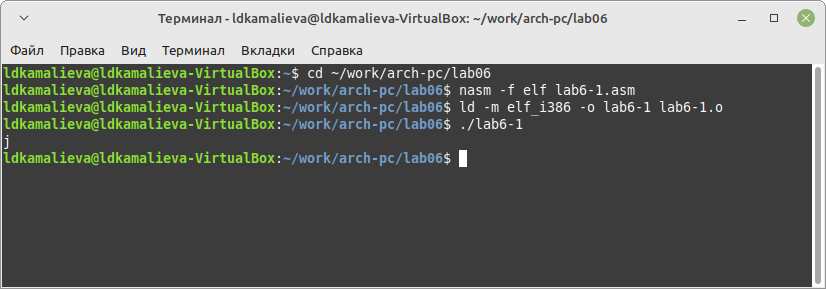 Терминал - ldkamalieva@ldkamalieva-VirtualBox: ~/work/arch-pc/lab06
Файл Правка Вид Терминал Вкладки Справка
ldkamalieva@ldkamalieva-VirtualBox:~$ cd ~/work/arch-pc/lab06
ldkamalieva@ldkamalieva-VirtualBox:~/work/arch-pc/lab06$ nasm -f elf lab6-1.asm
ldkamalieva@ldkamalieva-VirtualBox:~/work/arch-pc/lab06$ ld -m elf_i386 -o lab6-1 lab6-1.o
ldkamalieva@ldkamalieva-VirtualBox:~/work/arch-pc/lab06$ ./lab6-1
j
ldkamalieva@ldkamalieva-VirtualBox:~/work/arch-pc/lab06$